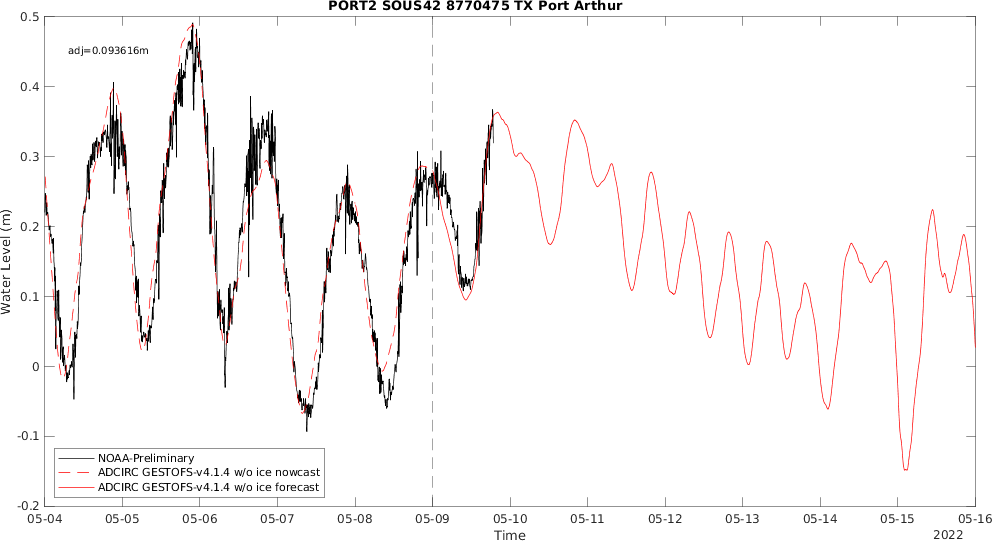 PORT2 SOUS42 8770475 TX Port Arthur
adj=0.093616m
0.5
0.4
0.3
0.2
0.1
0
-0.1
-0.2
Water Level (m)
NOAA-Preliminary
ADCIRC GESTOFS-v4.1.4 w/o ice nowcast
ADCIRC GESTOFS-v4.1.4 w/o ice forecast
05-04 05-05 05-06 05-07 05-08 05-09 05-10 05-11 05-12 05-13 05-14 05-15 05-16
Time
2022